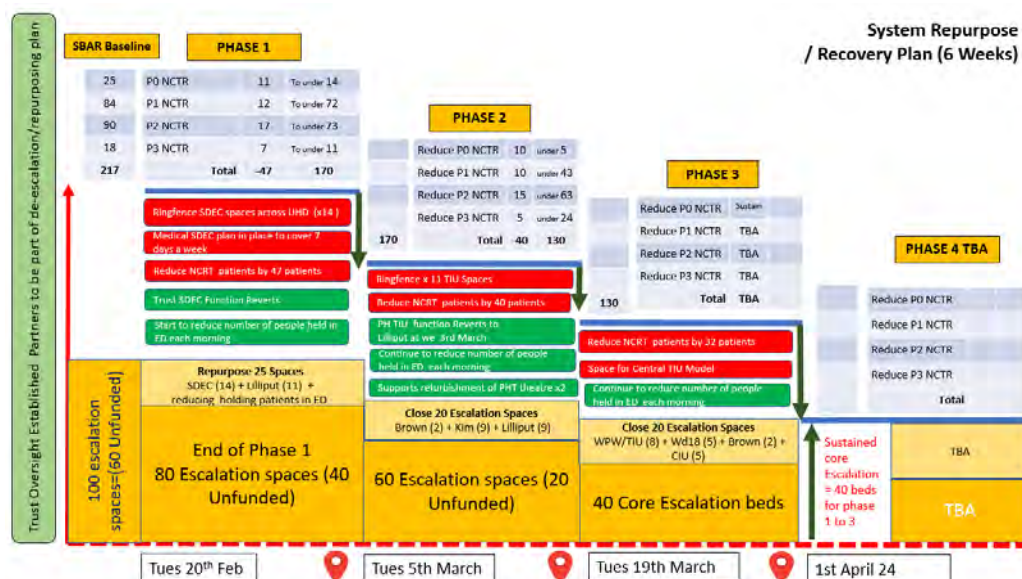 System Repurpose
/ Recovery Plan (6 Weeks)
Trust Oversight Established  Partners to be part of de-escalation/repurposing plan
SBAR Baseline
PHASE 1
25 P0 NCTR 11 To under 14
84 P1 NCTR 12 To under 72
90 P2 NCTR 17 To under 73
18 P3 NCTR 7 To under 11
217 Total -47 170
Ringfence SDEC spaces across UHD (x14 )
Medical SDEC plan in place to cover 7
days a week
Reduce NCRT patients by 47 patients
Trust SDEC Function Reverts
Start to reduce number of people held in
ED each morning
Repurpose 25 Spaces
SDEC (14) + Lilliput (11) +
reducing holding patients in ED
100 escalation
spaces=(60 Unfunded)
End of Phase 1
80 Escalation spaces (40
Unfunded)
PHASE 2
Reduce P0 NCTR 10 under 5
Reduce P1 NCTR 10 under 43
Reduce P2 NCTR 15 under 63
Reduce P3 NCTR 5 under 24
170 Total 40 130
Ringfence x 11 TIU Spaces
Reduce NCRT patients by 40 patients
PH TIU function Reverts to
Lilliput at we 3rd March
Continue to reduce number of people
held in ED each morning
Supports refurbishment of PHT theatre x2
Close 20 Escalation Spaces
Brown (2) + Kim (9) + Lilliput (9)
60 Escalation spaces (20
Unfunded)
PHASE 3
Reduce P0 NCTR Sustain
Reduce P1 NCTR TBA
Reduce P2 NCTR TBA
Reduce P3 NCTR TBA
130 Total TBA
Reduce NCRT patients by 32 patients
Space for Central TIU Model
Continue to reduce number of people
held in ED each morning
Close 20 Escalation Spaces
WPW/TIU (8) + Wd18 (5) + Brown (2) +
CIU (5)
40 Core Escalation beds
PHASE 4 TBA
Reduce P0 NCTR
Reduce P1 NCTR
Reduce P2 NCTR
Reduce P3 NCTR
Total
Sustained
core
Escalation
= 40 beds
for phase
1 to 3
TBA
TBA
Tues 20th Feb
Tues 5th March
Tues 19th March
1st April 24